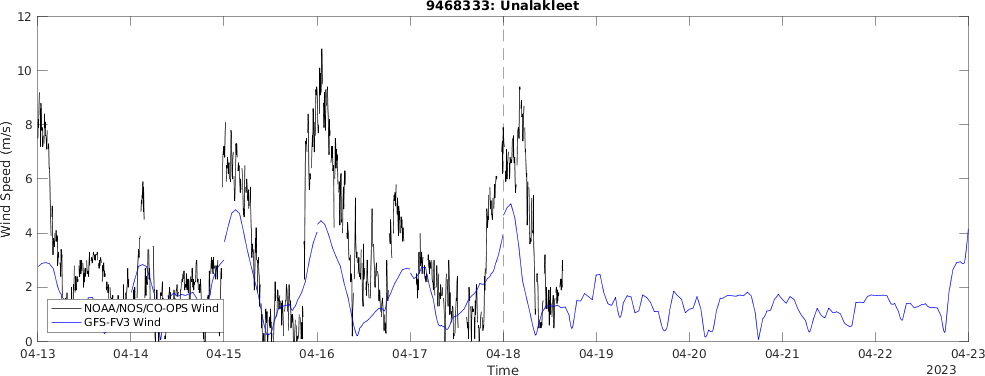 9468333: Unalakleet
Wind Speed (m/s)
12
10
8
6
4
2
0
NOAA/NOS/CO-OPS Wind
GFS-FV3 Wind
04-13 04-14 04-15 04-16 04-17 04-18 04-19 04-20 04-21 04-22 04-23
Time
2023